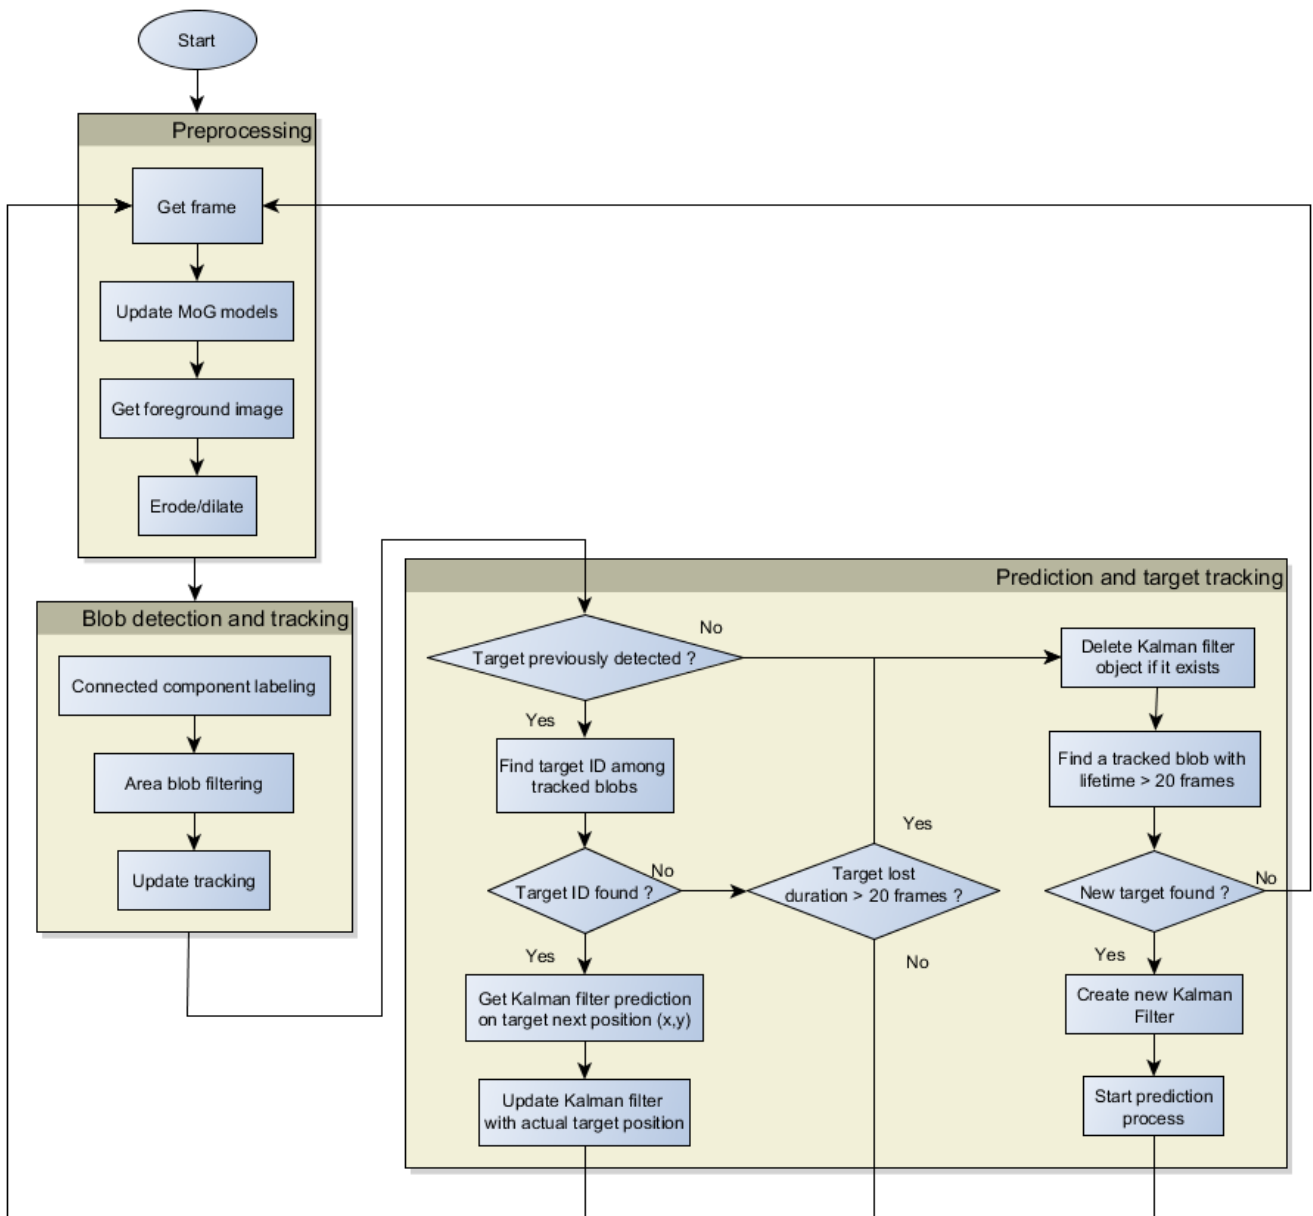 Start
Preprocessing
Get frame
Update MoG models
Get foreground image
Erode/dilate
Blob detection and tracking
Connected component labeling
Area blob filtering
Update tracking
Prediction and target tracking
Target previously detected ?
No
Yes
Find target ID among
tracked blobs
Target ID found ?
No
Yes
Get Kalman filter prediction
on target next position (x,y)
Update Kalman filter
with actual target position
Target lost
duration > 20 frames ?
Yes
No
Delete Kalman filter
object if it exists
Find a tracked blob with
lifetime > 20 frames
New target found ?
No
Yes
Create new Kalman
Filter
Start prediction
process